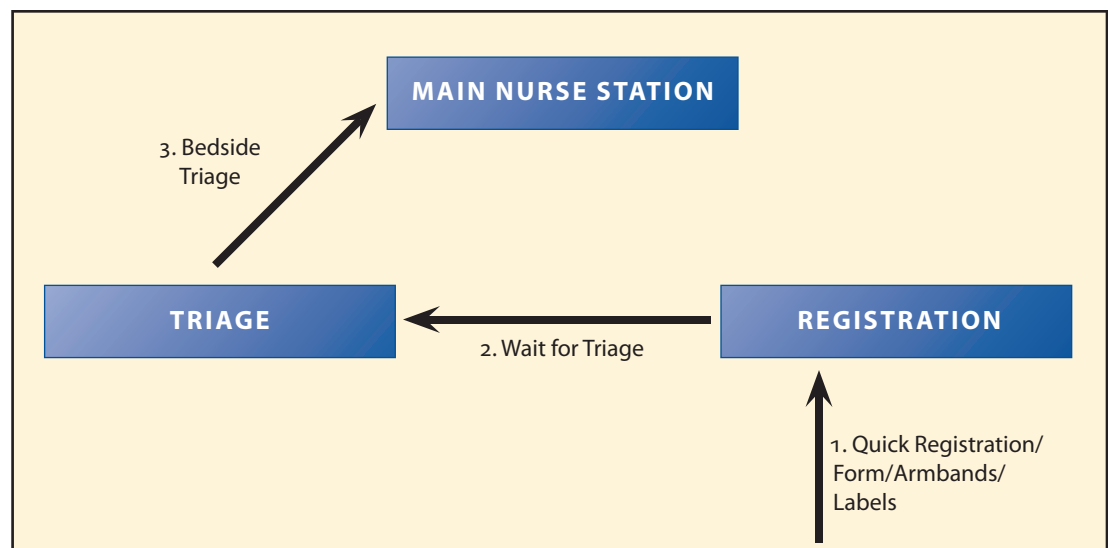 MAIN NURSE STATION
3. Bedside
Triage
TRIAGE
REGISTRATION
2. Wait for Triage
1. Quick Registration/
Form/Armbands/
Labels